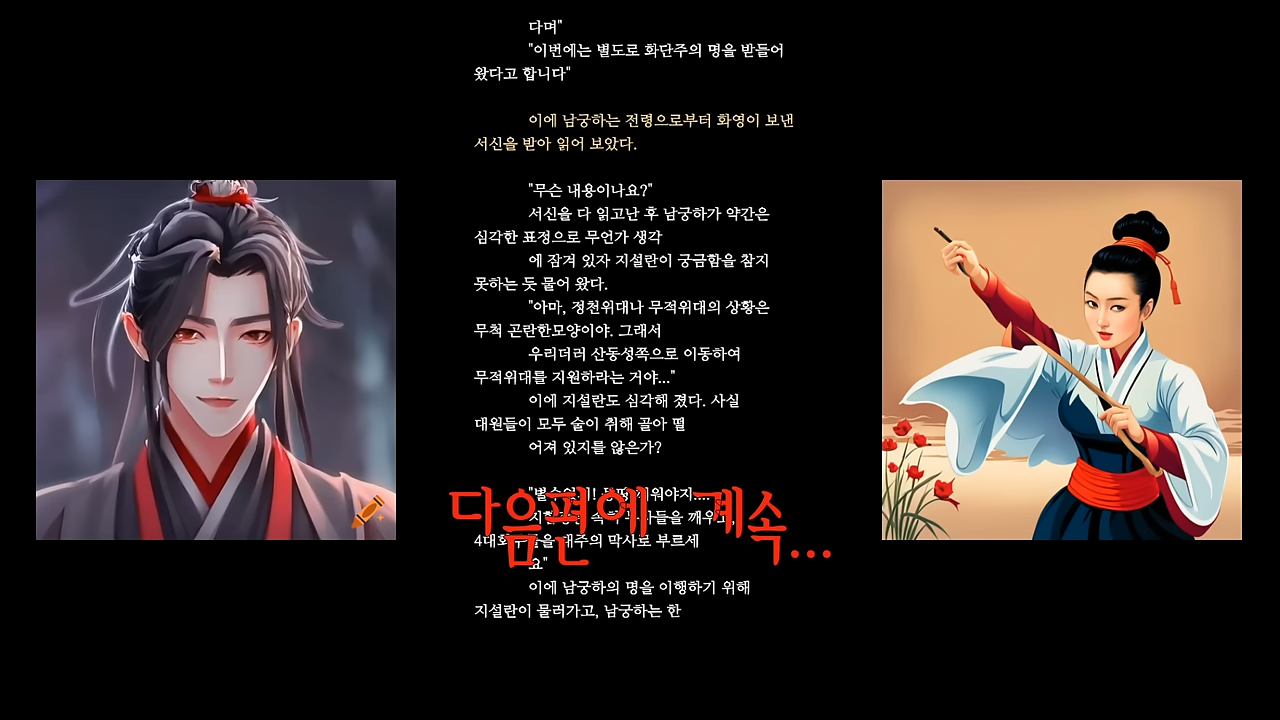 다며"
"이번에는 별도로 화단주의 명을 받들어
왔다고 합니다"
이에 남궁하는 전령으로부터 화영이 보낸
서신을 받아 읽어 보았다.
"무슨 내용이나요?"
서신을 다 읽고난 후 남궁하가 약간은
심각한 표정으로 무언가 생각
에 잠겨 있자 지설란이 궁금함을 참지
못하는 듯 물어 왔다.
"아마, 정천위대나 무적위대의 상황은
무척 곤란한모양이야. 그래서
우리더러 산동성쪽으로 이동하여
무적위대를 지원하라는 거야..."
이에 지설란도 심각해 졌다. 사실
대원들이 모두 술이 취해 골아 떨
어져 있지를 않은가?
다음편에 계속...
막사로 부르세
요"
이에 남궁하의 명을 이행하기 위해
지설란이 물러가고, 남궁하는 한